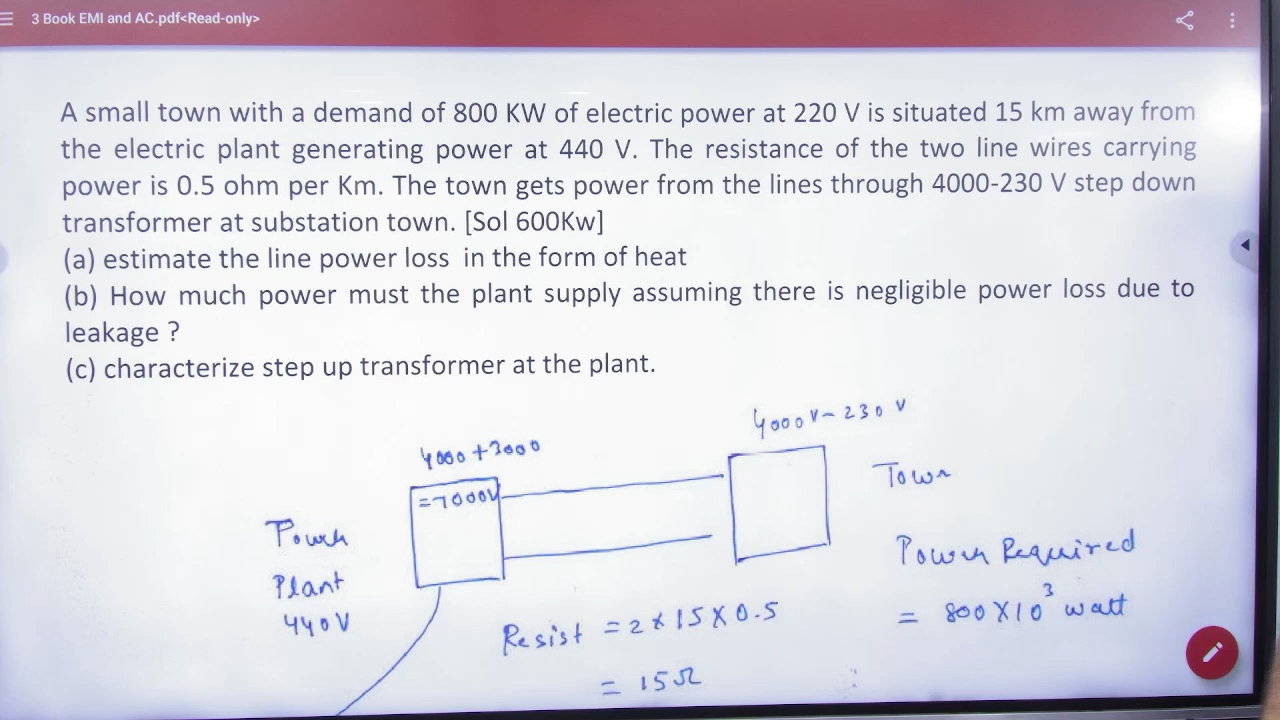 3 Book EMI and AC.pdf<Read-only>
A small town with a demand of 800 KW of electric power at 220 V is situated 15 km away from
the electric plant generating power at 440 V. The resistance of the two line wires carrying
power is 0.5 ohm per Km. The town gets power from the lines through 4000-230 V step down
transformer at substation town. [Sol 600Kw]
(a) estimate the line power loss in the form of heat
(b) How much power must the plant supply assuming there is negligible power loss due to
leakage ?
(c) characterize step up transformer at the plant.
4000V-230 V
4000+3000
=7000V
Town
Power
Plant
440V
Power Required
= 800X10³ watt
Resist = 2x15X0.5
= 15Ω